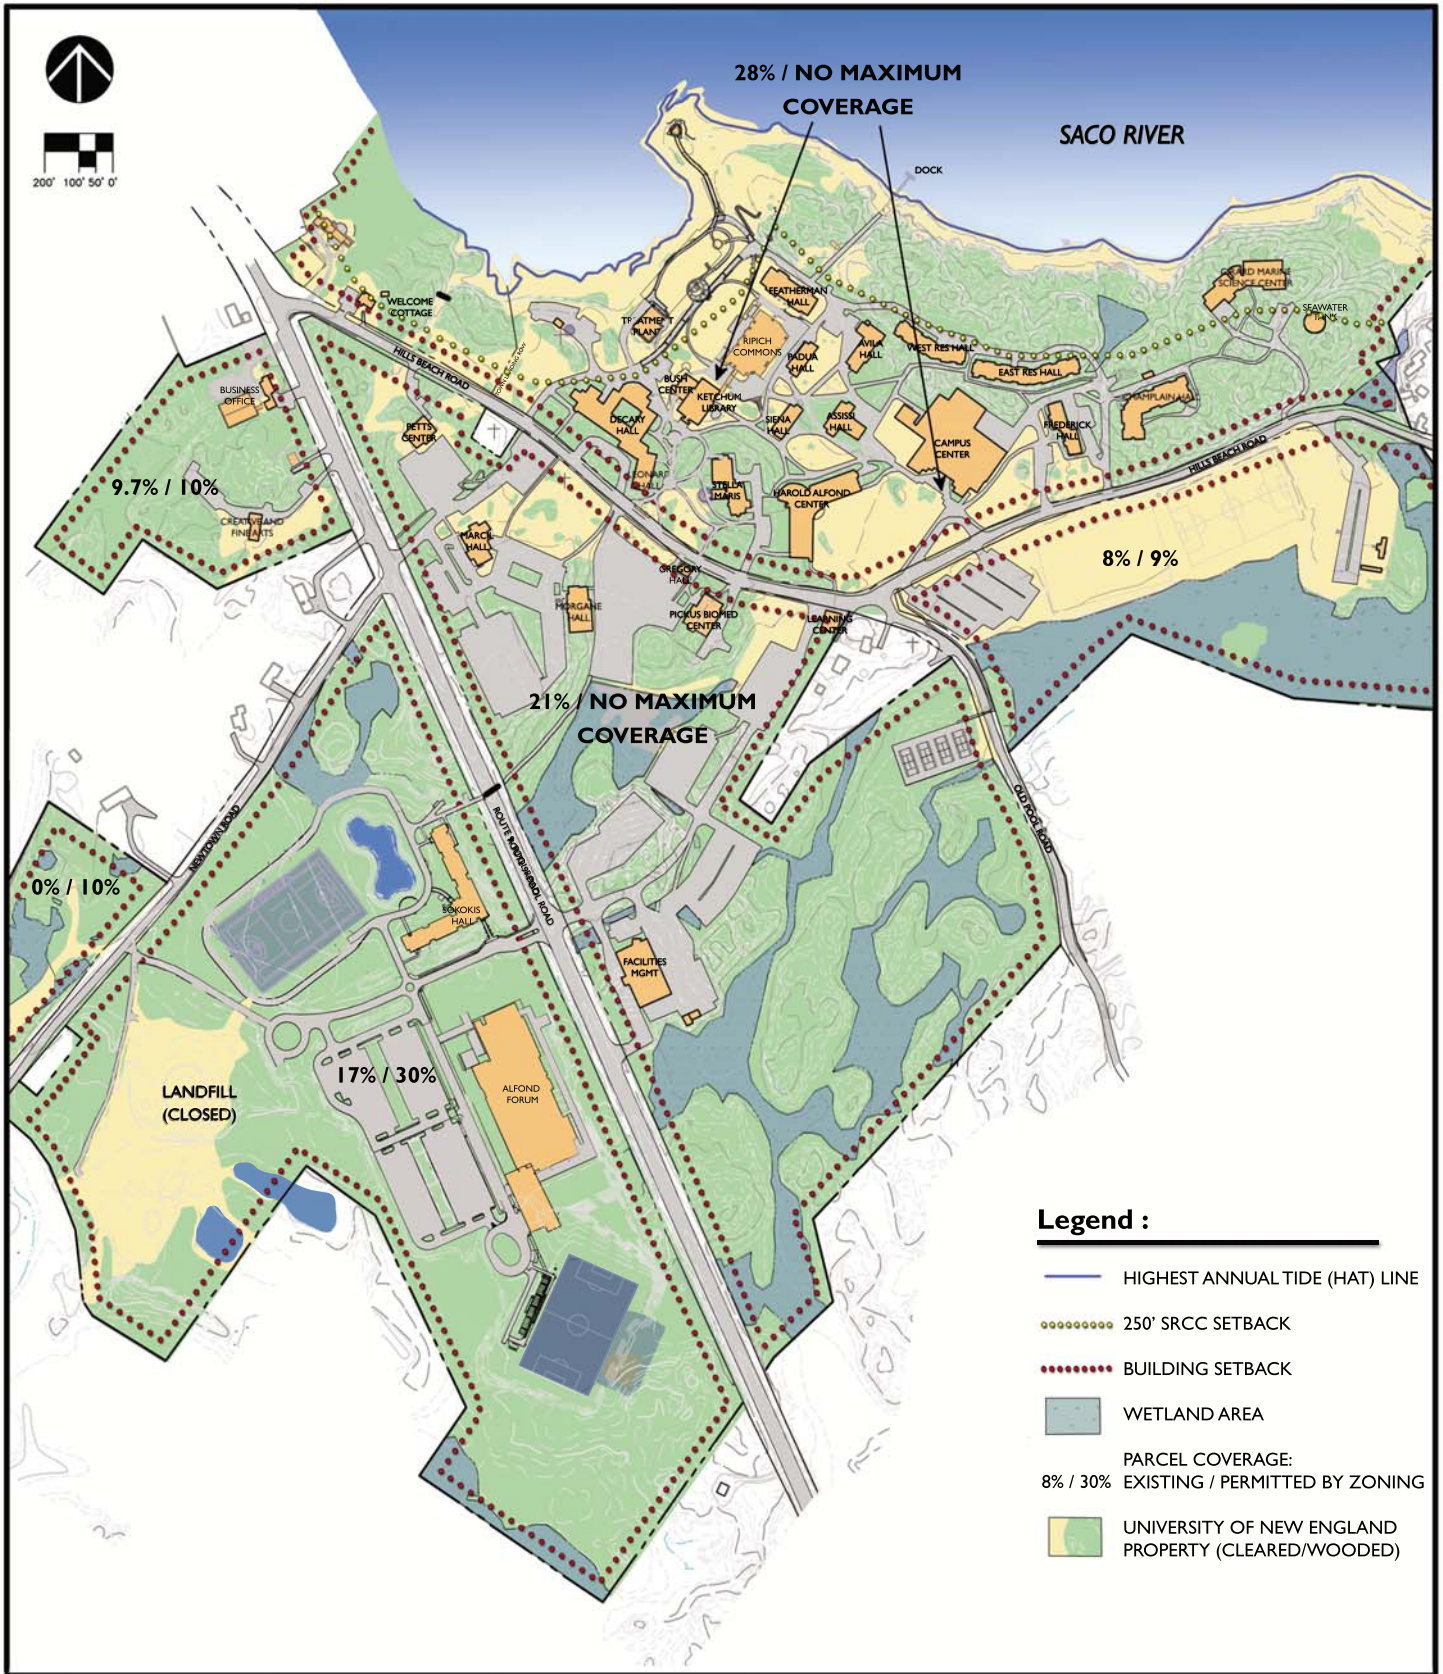 28% / NO MAXIMUM
COVERAGE
SACO RIVER
DOCK
200' 100' 50' 0'
WELCOME
COTTAGE
HILLS BEACH ROAD
TREATMENT
PLANT
FEATHERMAN
HALL
RIPICH
COMMONS
PADUA
HALL
AVILA
HALL
WEST RES HALL
EAST RES HALL
GIRARD MARINE
SCIENCE CENTER
SEAWATER
TANK
CHAMPLAIN HALL
BUSINESS
OFFICE
PETTS
CENTER
DECARY
HALL
BUSH
CENTER
KETCHUM
LIBRARY
SIENA
HALL
ASSISI
HALL
CAMPUS
CENTER
FREDERICK
HALL
HILLS BEACH ROAD
9.7% / 10%
CREATIVE AND
FINE ARTS
MARCIL
HALL
LEONARD
HALL
STELLA
MARIS
HAROLD ALFOND
CENTER
8% / 9%
GREGORY
HALL
MORGANE
HALL
PICKUS BIOMED
CENTER
LEARNING
CENTER
21% / NO MAXIMUM
COVERAGE
OLD POOL ROAD
NEWTOWN ROAD
0% / 10%
SOKOKIS
HALL
FACILITIES
MGMT
17% / 30%
ALFOND
FORUM
LANDFILL
(CLOSED)
Legend :
HIGHEST ANNUAL TIDE (HAT) LINE
250' SRCC SETBACK
BUILDING SETBACK
WETLAND AREA
PARCEL COVERAGE:
8% / 30% EXISTING / PERMITTED BY ZONING
UNIVERSITY OF NEW ENGLAND
PROPERTY (CLEARED/WOODED)